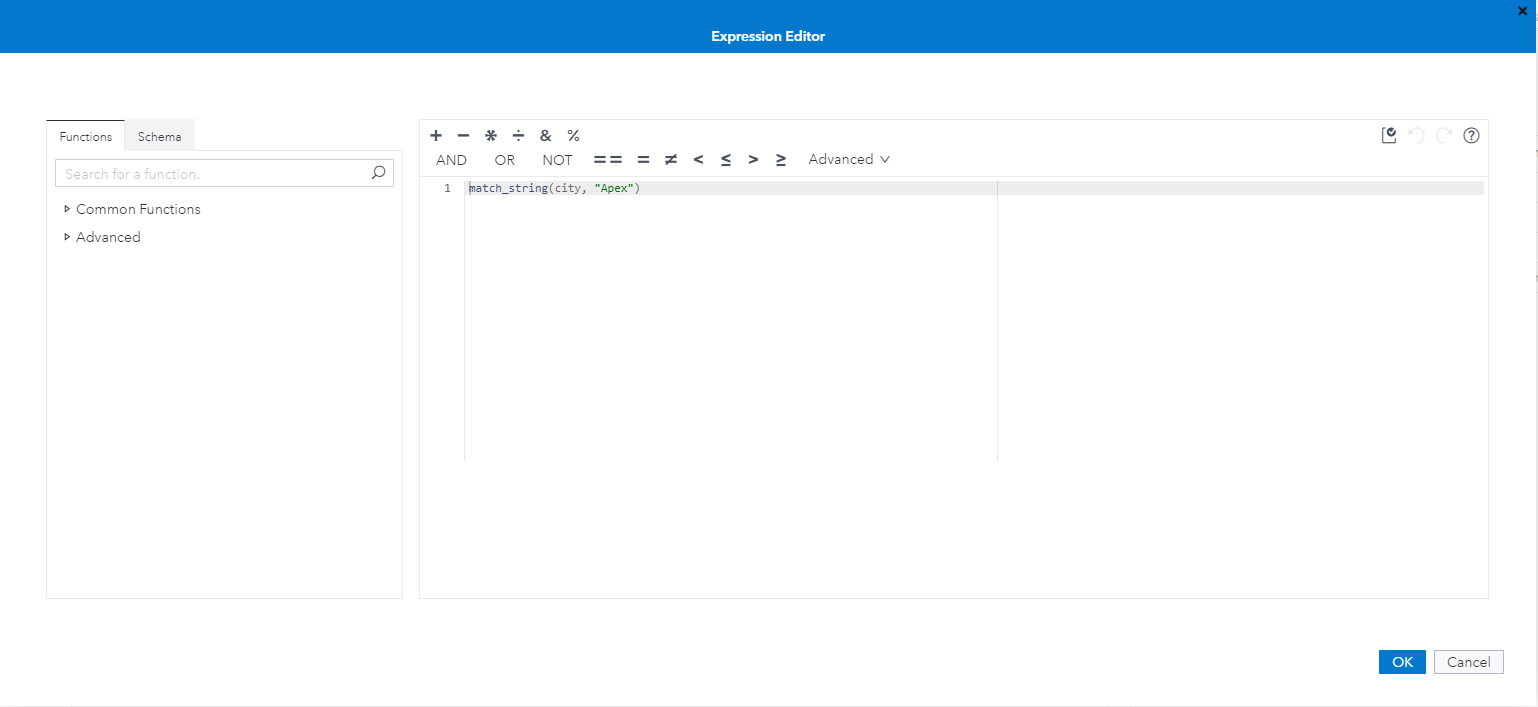 Expression Editor
Functions Schema
Search for a function.
Common Functions
Advanced
+ − * ÷ & %
AND OR NOT == = ≠ < ≤ > ≥ Advanced
1 match_string(city, "Apex")
OK Cancel